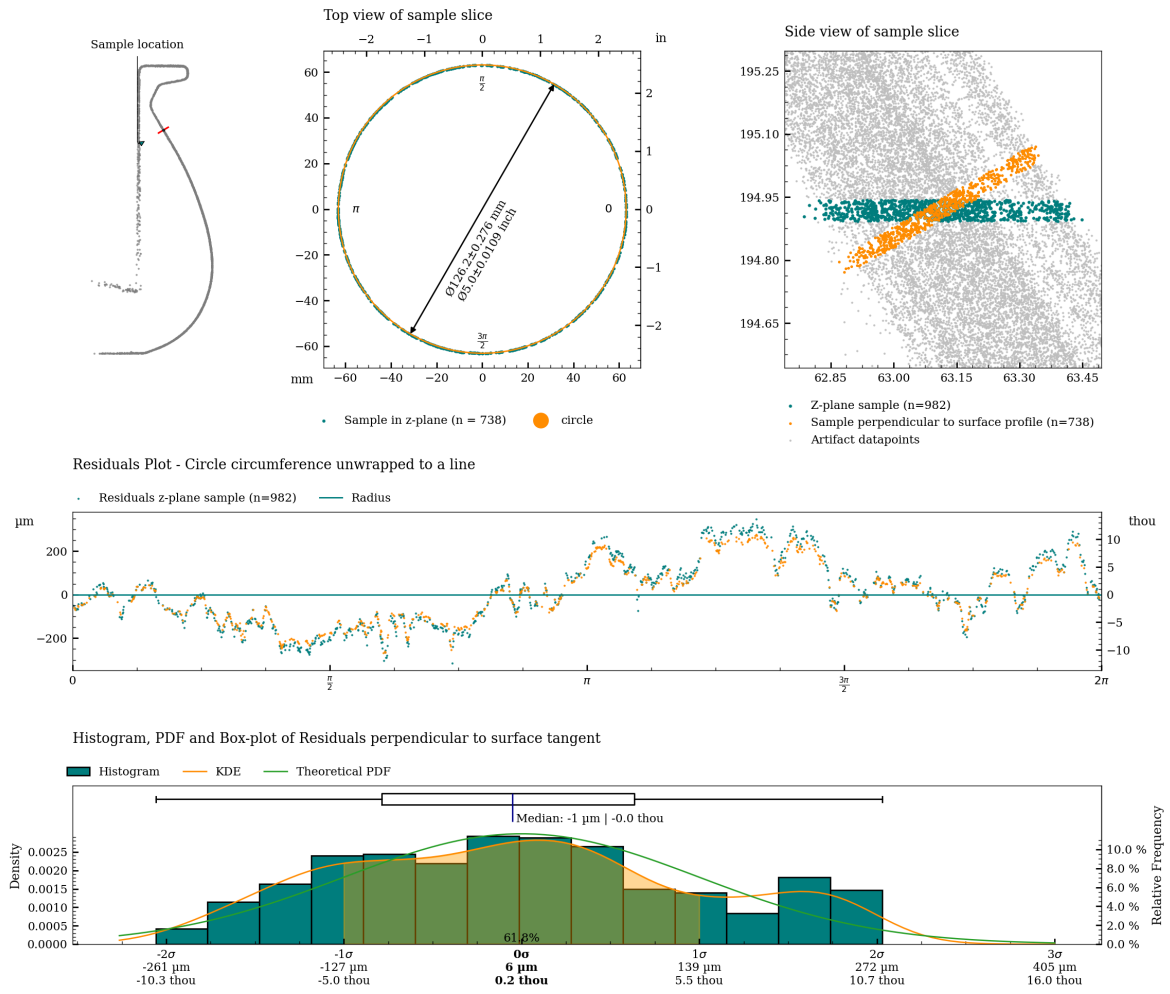 Sample location
Top view of sample slice
−2 −1 0 1 2 in
60
40
20
0
−20
−40
−60
π/2
π
0
3π/2
Ø126.2±0.276 mm
Ø5.0±0.0109 inch
2
1
0
−1
−2
mm −60 −40 −20 0 20 40 60
Sample in z-plane (n = 738) circle
Side view of sample slice
195.25
195.10
194.95
194.80
194.65
62.85 63.00 63.15 63.30 63.45
Z-plane sample (n=982)
Sample perpendicular to surface profile (n=738)
Artifact datapoints
Residuals Plot - Circle circumference unwrapped to a line
Residuals z-plane sample (n=982) Radius
µm
200
0
−200
thou
10
5
0
−5
−10
0 π/2 π 3π/2 2π
Histogram, PDF and Box-plot of Residuals perpendicular to surface tangent
Histogram KDE Theoretical PDF
Median: -1 µm | -0.0 thou
Density
0.0025
0.0020
0.0015
0.0010
0.0005
0.0000
Relative Frequency
10.0 %
8.0 %
6.0 %
4.0 %
2.0 %
0.0 %
61.8%
-2σ -1σ 0σ 1σ 2σ 3σ
-261 µm -127 µm 6 µm 139 µm 272 µm 405 µm
-10.3 thou -5.0 thou 0.2 thou 5.5 thou 10.7 thou 16.0 thou